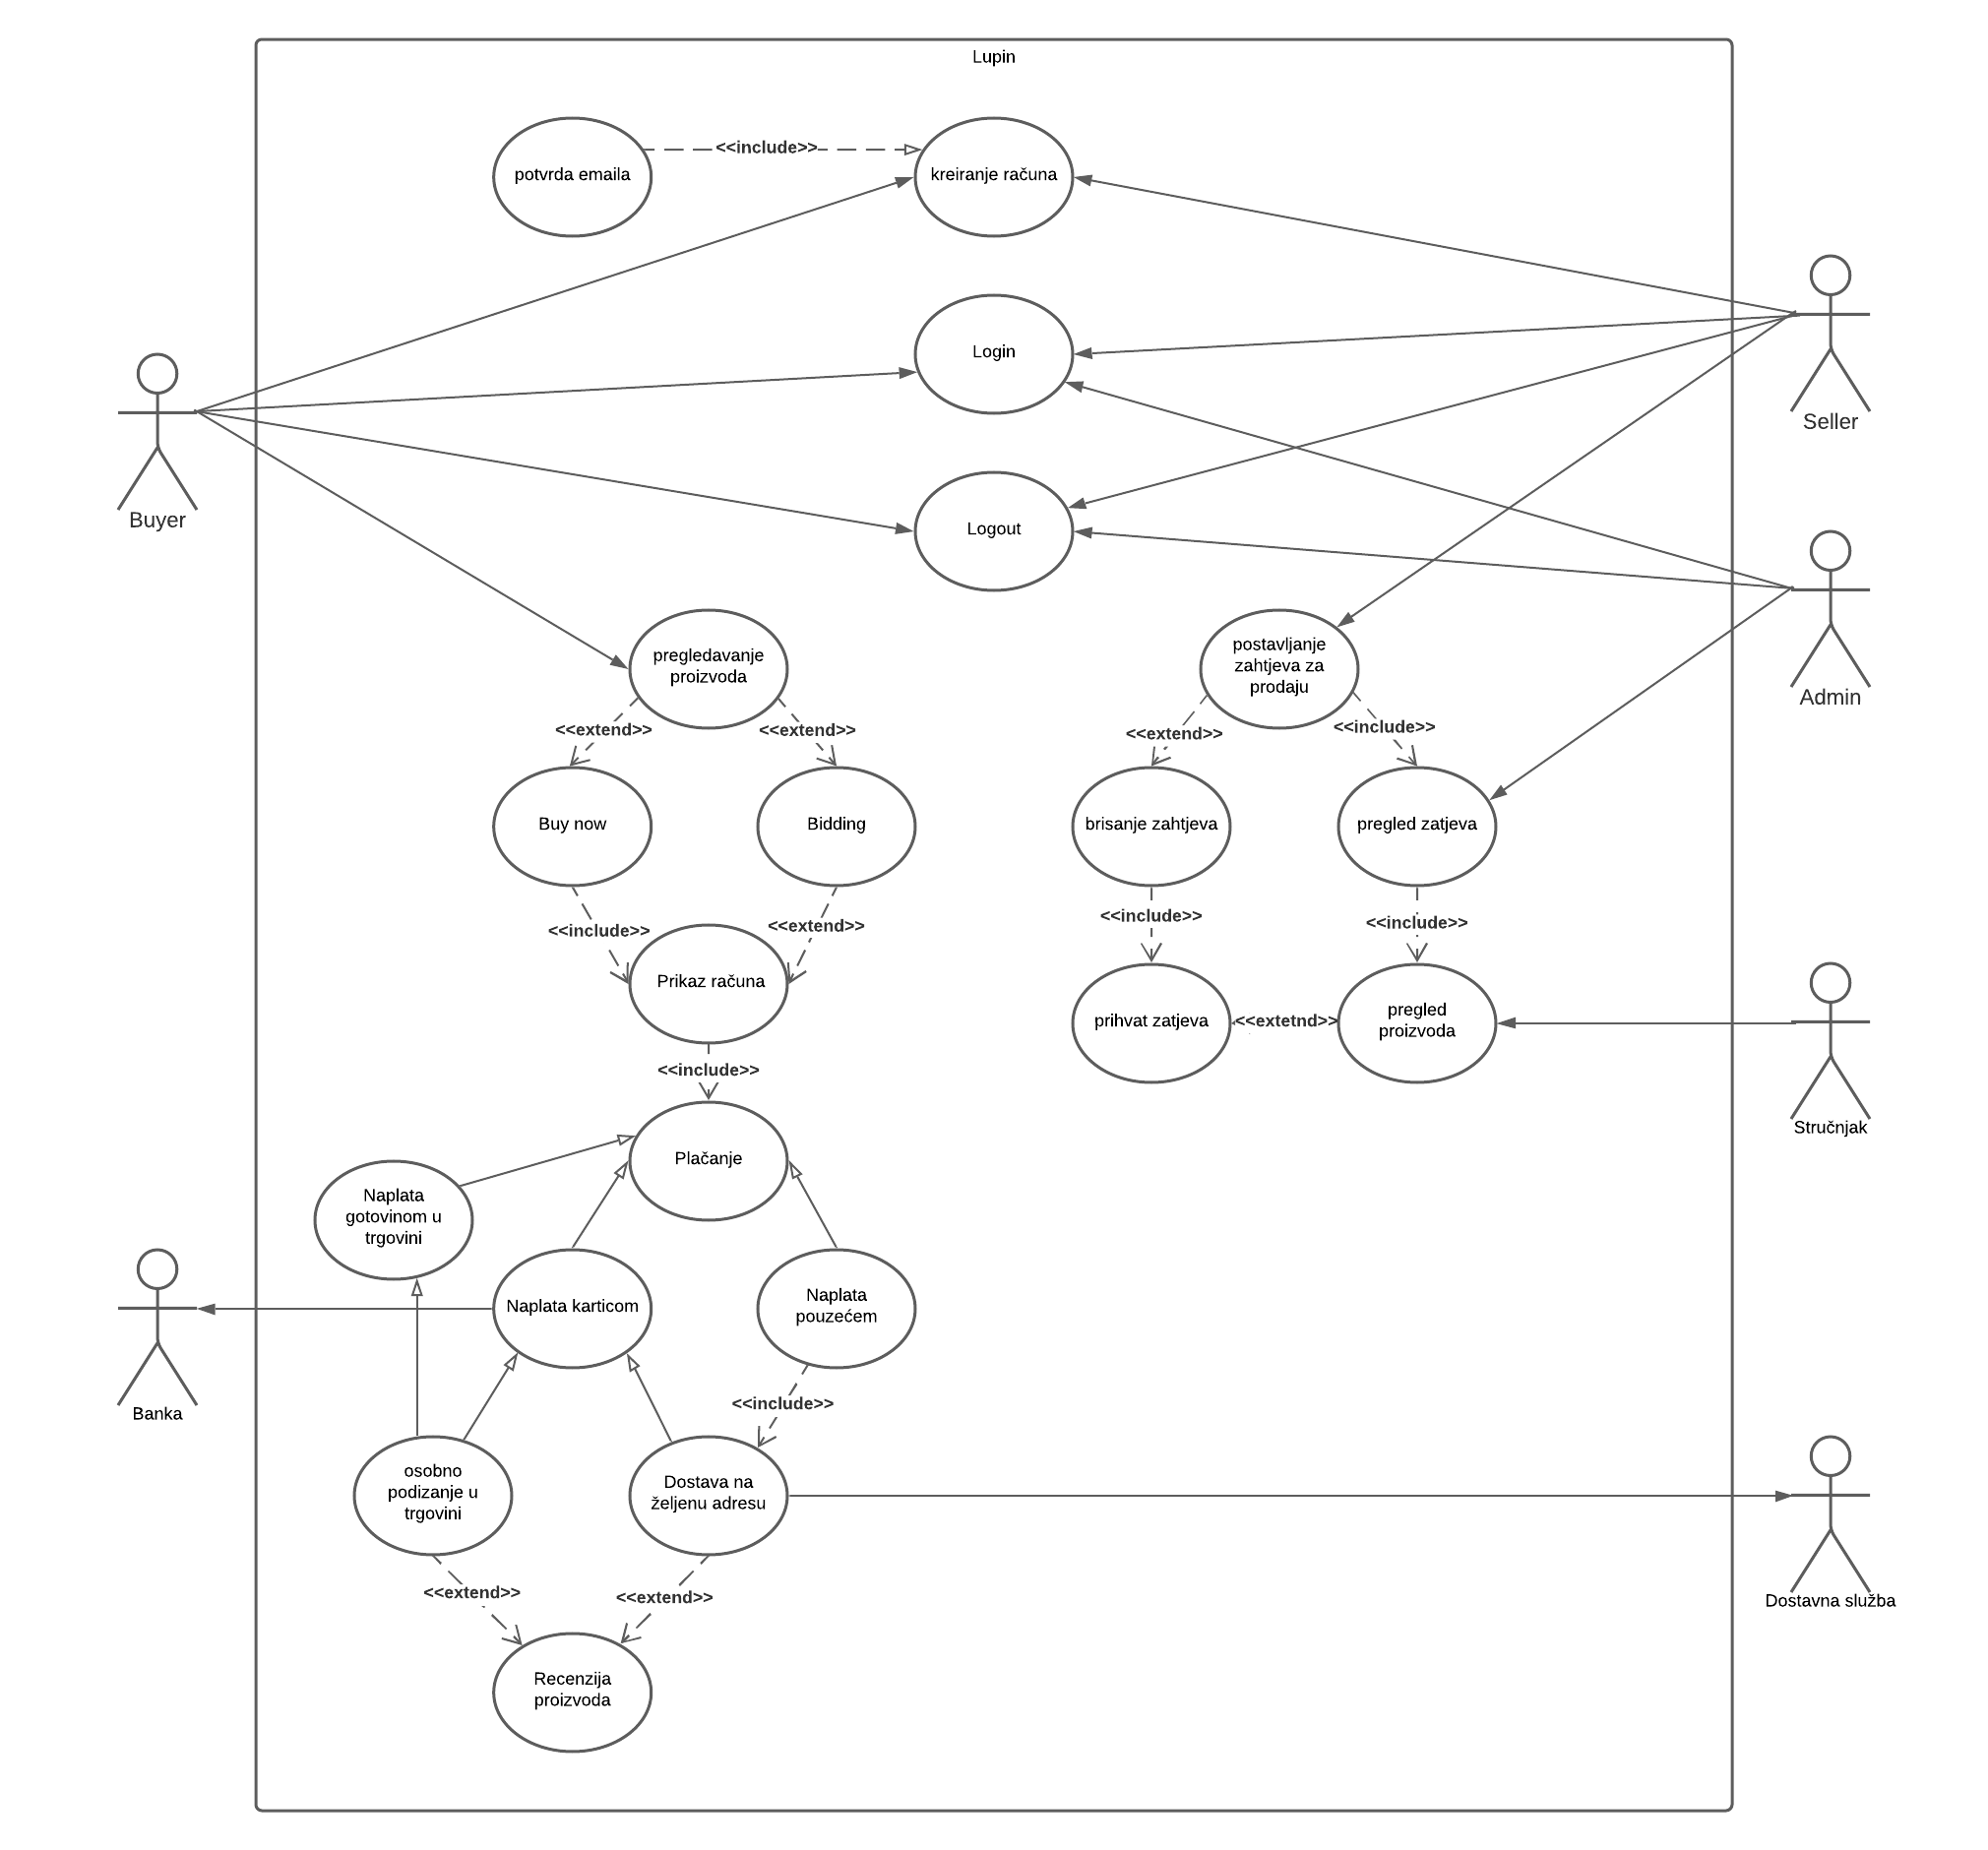 Lupin
potvrda emaila
<<include>>
kreiranje računa
Login
Seller
Buyer
Logout
pregledavanje
proizvoda
postavljanje
zahtjeva za
prodaju
Admin
<<extend>>
<<extend>>
<<extend>>
<<include>>
Buy now
Bidding
brisanje zahtjeva
pregled zatjeva
<<include>>
<<extend>>
<<include>>
<<include>>
Prikaz računa
prihvat zatjeva
<<extetnd>>
pregled
proizvoda
<<include>>
Stručnjak
Plačanje
Naplata
gotovinom u
trgovini
Naplata karticom
Naplata
pouzećem
Banka
<<include>>
osobno
podizanje u
trgovini
Dostava na
željenu adresu
<<extend>>
<<extend>>
Dostavna služba
Recenzija
proizvoda